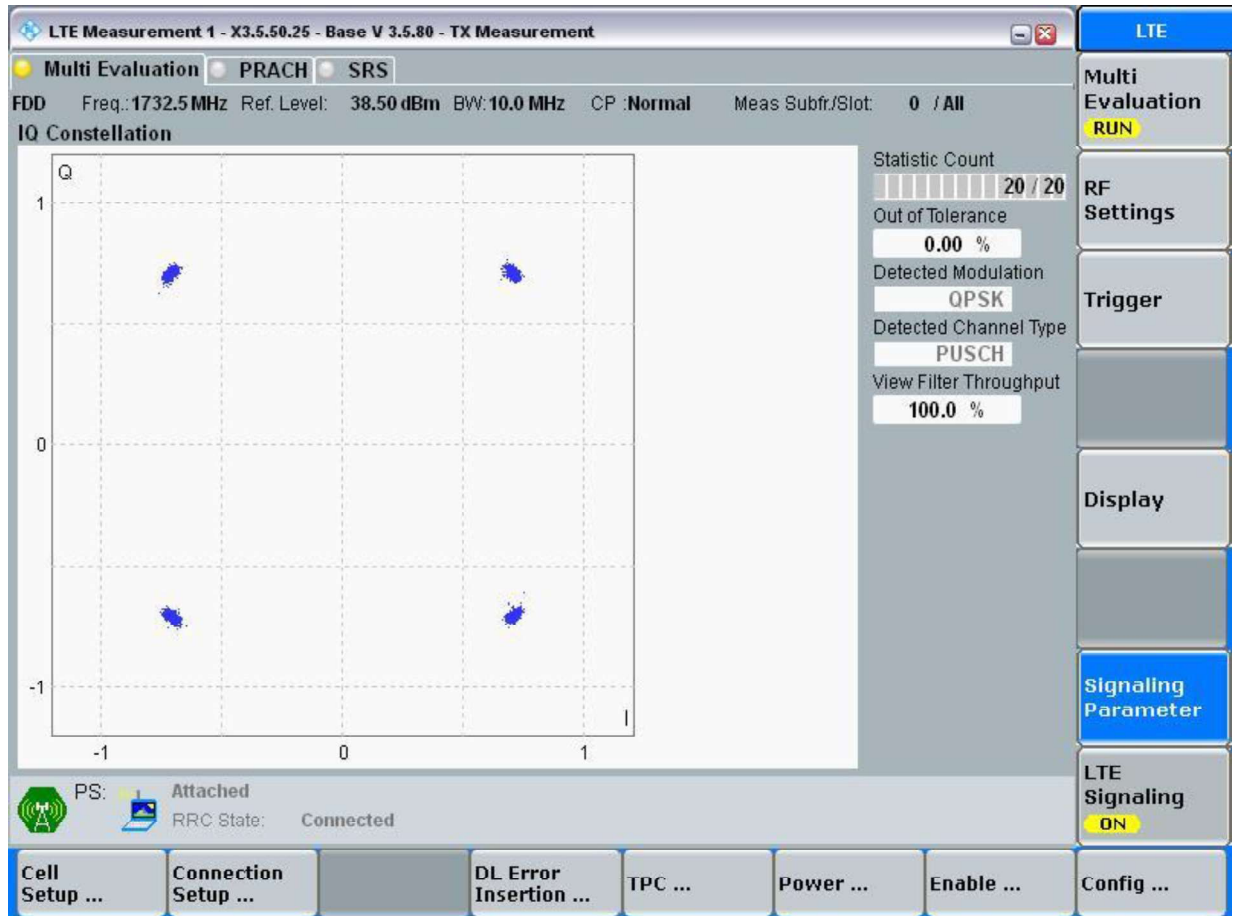 LTE Measurement 1 - X3.5.50.25 - Base V 3.5.80 - TX Measurement
LTE
Multi Evaluation PRACH SRS
FDD Freq.: 1732.5 MHz Ref. Level: 38.50 dBm BW: 10.0 MHz CP :Normal Meas Subfr./Slot: 0 / All
IQ Constellation
Q
1
0
-1
-1 0 1
I
Statistic Count
20 / 20
Out of Tolerance
0.00 %
Detected Modulation
QPSK
Detected Channel Type
PUSCH
View Filter Throughput
100.0 %
Multi
Evaluation
RUN
RF
Settings
Trigger
Display
Signaling
Parameter
LTE
Signaling
ON
PS: Attached
RRC State: Connected
Cell
Setup ...
Connection
Setup ...
DL Error
Insertion ...
TPC ...
Power ...
Enable ...
Config ...